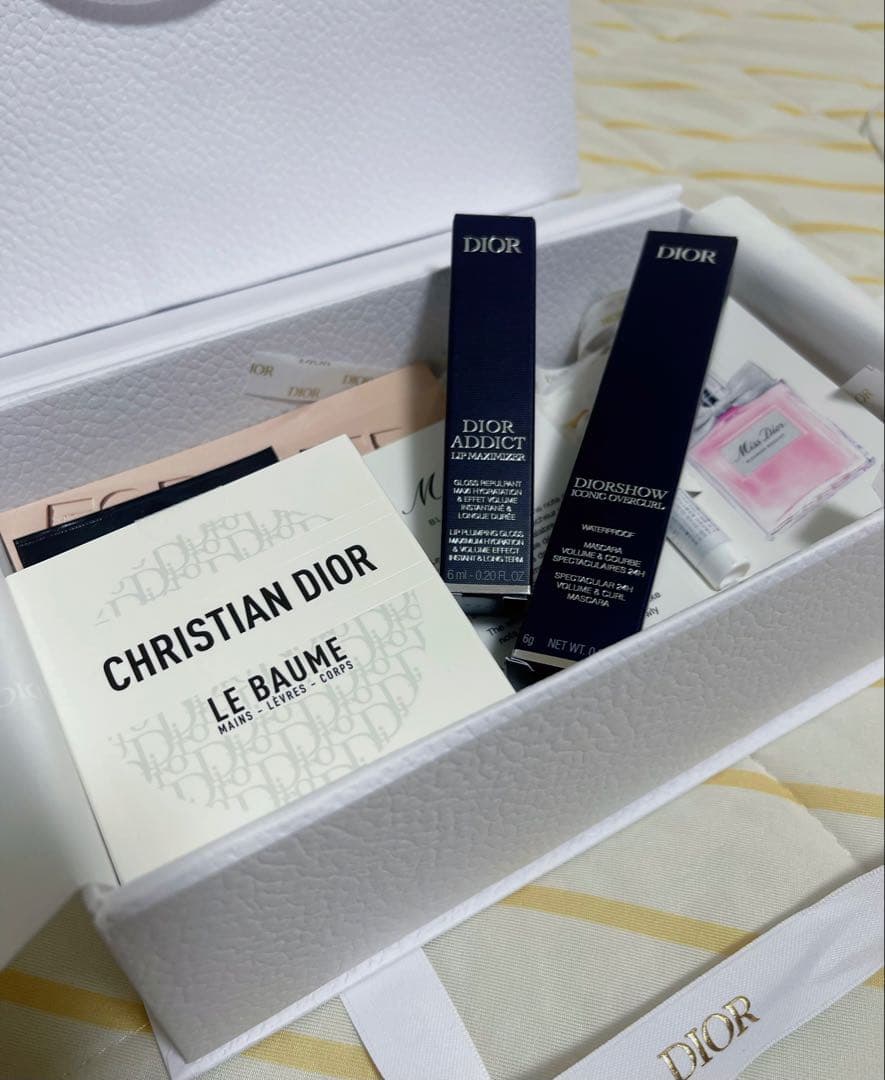 DIOR
DIOR
ADDICT
LIP MAXIMIZER
GLOSS REPULPANT
MAXI HYDRATATION
& EFFET VOLUME
INSTANTANÉ &
LONGUE DURÉE
LIP PLUMPING GLOSS
MAXIMUM HYDRATION
& VOLUME EFFECT
INSTANT & LONG TERM
6 ml - 0.20 FL.OZ
DIOR
DIORSHOW
ICONIC OVERCURL
WATERPROOF
MASCARA
VOLUME & COURBE
SPECTACULAIRES 24H
SPECTACULAR 24H
VOLUME & CURL
MASCARA
6g NET WT.
Miss Dior
CHRISTIAN DIOR
LE BAUME
MAINS - LÈVRES - CORPS
DIOR
DIOR